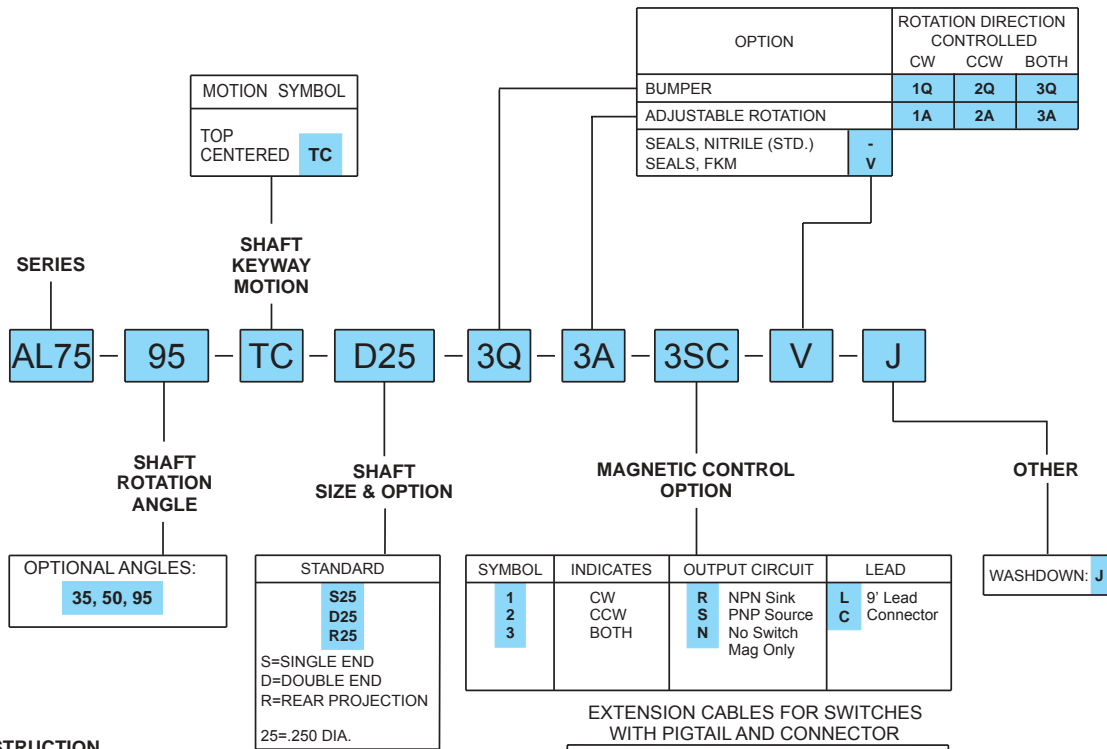 OPTION
ROTATION DIRECTION
CONTROLLED
CW CCW BOTH
BUMPER 1Q 2Q 3Q
ADJUSTABLE ROTATION 1A 2A 3A
SEALS, NITRILE (STD.) -
SEALS, FKM V
MOTION SYMBOL
TOP
CENTERED TC
SERIES
SHAFT
KEYWAY
MOTION
AL75 - 95 - TC - D25 - 3Q - 3A - 3SC - V - J
SHAFT
ROTATION
ANGLE
SHAFT
SIZE & OPTION
MAGNETIC CONTROL
OPTION
OTHER
OPTIONAL ANGLES:
35, 50, 95
STANDARD
S25
D25
R25
S=SINGLE END
D=DOUBLE END
R=REAR PROJECTION
25=.250 DIA.
SYMBOL INDICATES OUTPUT CIRCUIT LEAD
1 CW R NPN Sink L 9' Lead
2 CCW S PNP Source C Connector
3 BOTH N No Switch
Mag Only
WASHDOWN: J
EXTENSION CABLES FOR SWITCHES
WITH PIGTAIL AND CONNECTOR